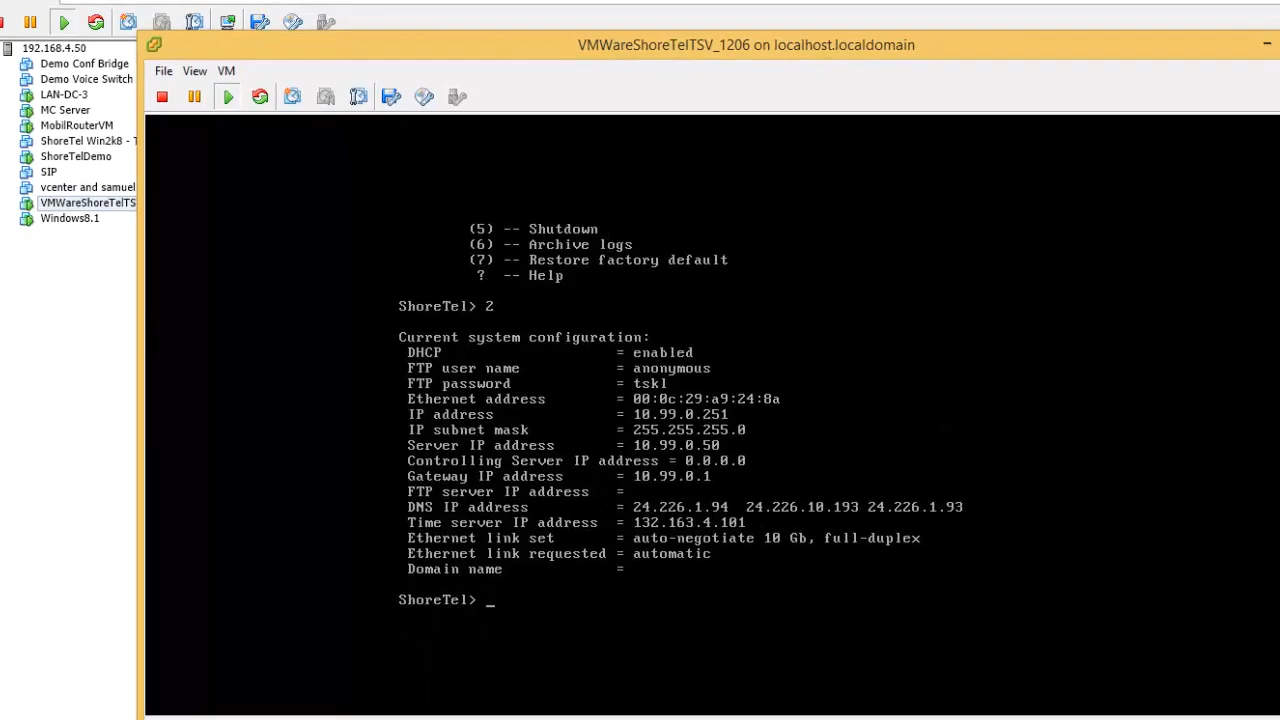 VMWareShoreTelTSV_1206 on localhost.localdomain
192.168.4.50
Demo Conf Bridge
Demo Voice Switch
LAN-DC-3
MC Server
MobilRouterVM
ShoreTel Win2k8 - T
ShoreTelDemo
SIP
vcenter and samuel
VMWareShoreTelTS
Windows8.1
File View VM
(5) -- Shutdown
(6) -- Archive logs
(7) -- Restore factory default
? -- Help
ShoreTel> 2
Current system configuration:
DHCP = enabled
FTP user name = anonymous
FTP password = tskl
Ethernet address = 00:0c:29:a9:24:8a
IP address = 10.99.0.251
IP subnet mask = 255.255.255.0
Server IP address = 10.99.0.50
Controlling Server IP address = 0.0.0.0
Gateway IP address = 10.99.0.1
FTP server IP address =
DNS IP address = 24.226.1.94 24.226.10.193 24.226.1.93
Time server IP address = 132.163.4.101
Ethernet link set = auto-negotiate 10 Gb, full-duplex
Ethernet link requested = automatic
Domain name =
ShoreTel> _